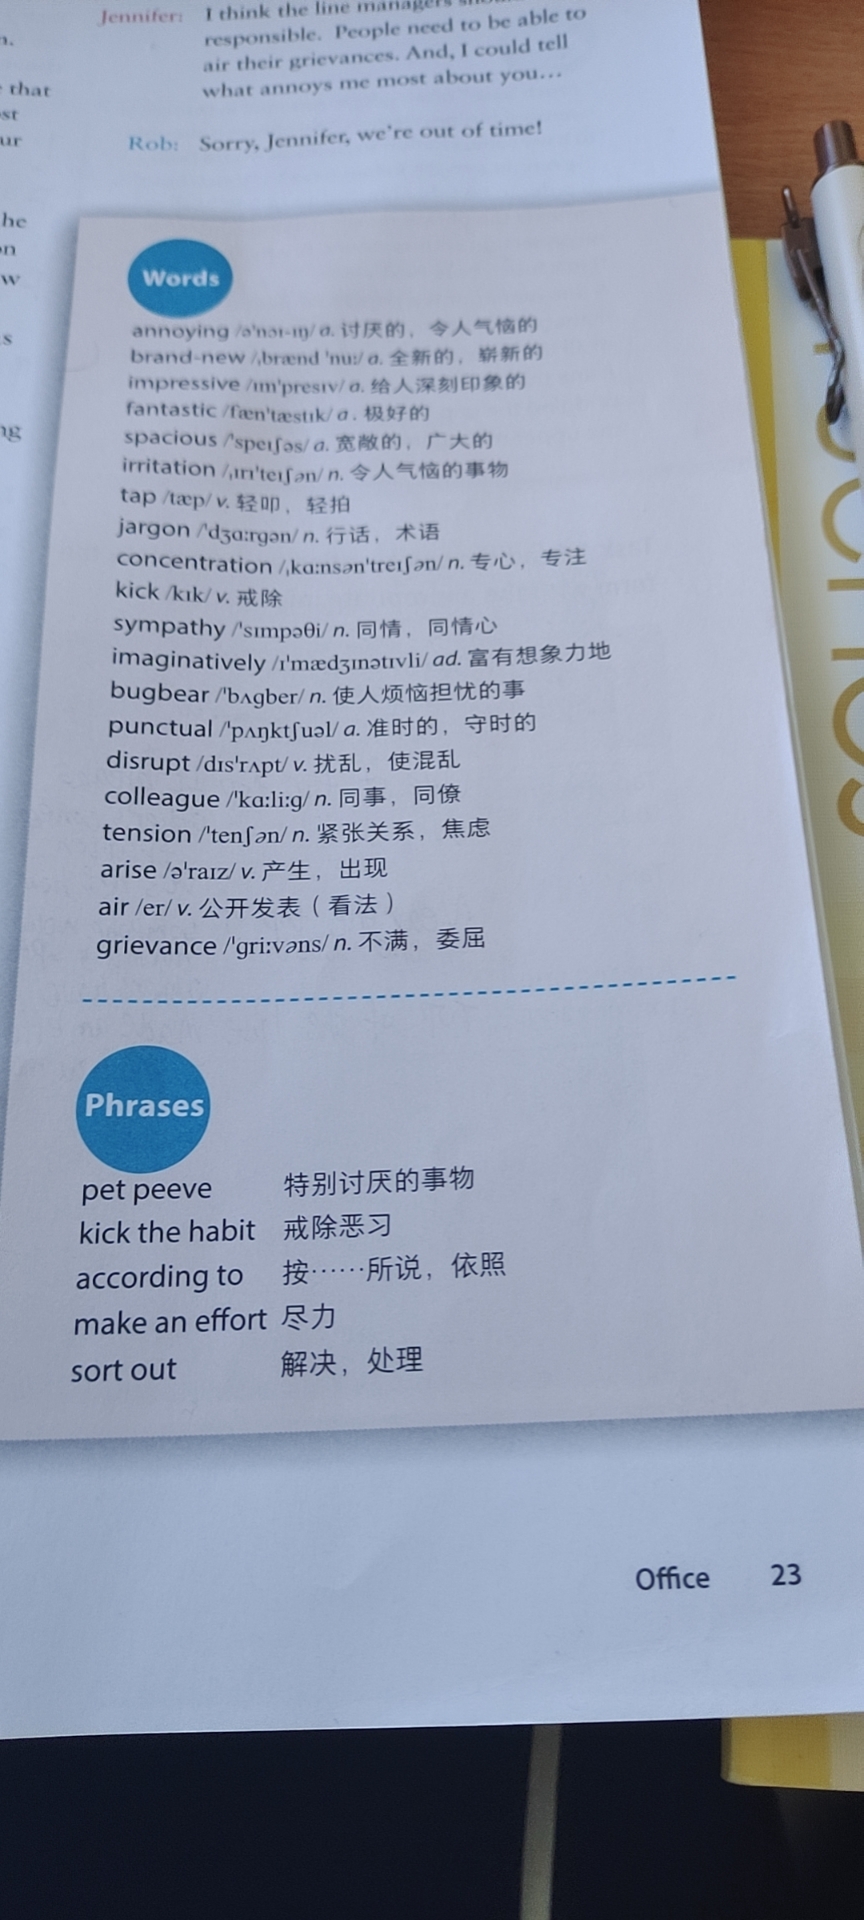 n.
that
st
ur
he
on
w
s
ng
Jennifer: I think the line managers
responsible. People need to be able to
air their grievances. And, I could tell
what annoys me most about you…
Rob: Sorry, Jennifer, we're out of time!
Words
annoying /ə'nɔɪ-ɪŋ/ a. 讨厌的，令人气恼的
brand-new /ˌbrænd 'nuː/ a. 全新的，崭新的
impressive /ɪm'presɪv/ a. 给人深刻印象的
fantastic /fæn'tæstɪk/ a. 极好的
spacious /'speɪʃəs/ a. 宽敞的，广大的
irritation /ˌɪrɪ'teɪʃən/ n. 令人气恼的事物
tap /tæp/ v. 轻叩，轻拍
jargon /'dʒɑːrgən/ n. 行话，术语
concentration /ˌkɑːnsən'treɪʃən/ n. 专心，专注
kick /kɪk/ v. 戒除
sympathy /'sɪmpəθi/ n. 同情，同情心
imaginatively /ɪ'mædʒɪnətɪvli/ ad. 富有想象力地
bugbear /'bʌgber/ n. 使人烦恼担忧的事
punctual /'pʌŋktʃuəl/ a. 准时的，守时的
disrupt /dɪs'rʌpt/ v. 扰乱，使混乱
colleague /'kɑːliːg/ n. 同事，同僚
tension /'tenʃən/ n. 紧张关系，焦虑
arise /ə'raɪz/ v. 产生，出现
air /er/ v. 公开发表（看法）
grievance /'griːvəns/ n. 不满，委屈
Phrases
pet peeve 特别讨厌的事物
kick the habit 戒除恶习
according to 按……所说，依照
make an effort 尽力
sort out 解决，处理
Office 23